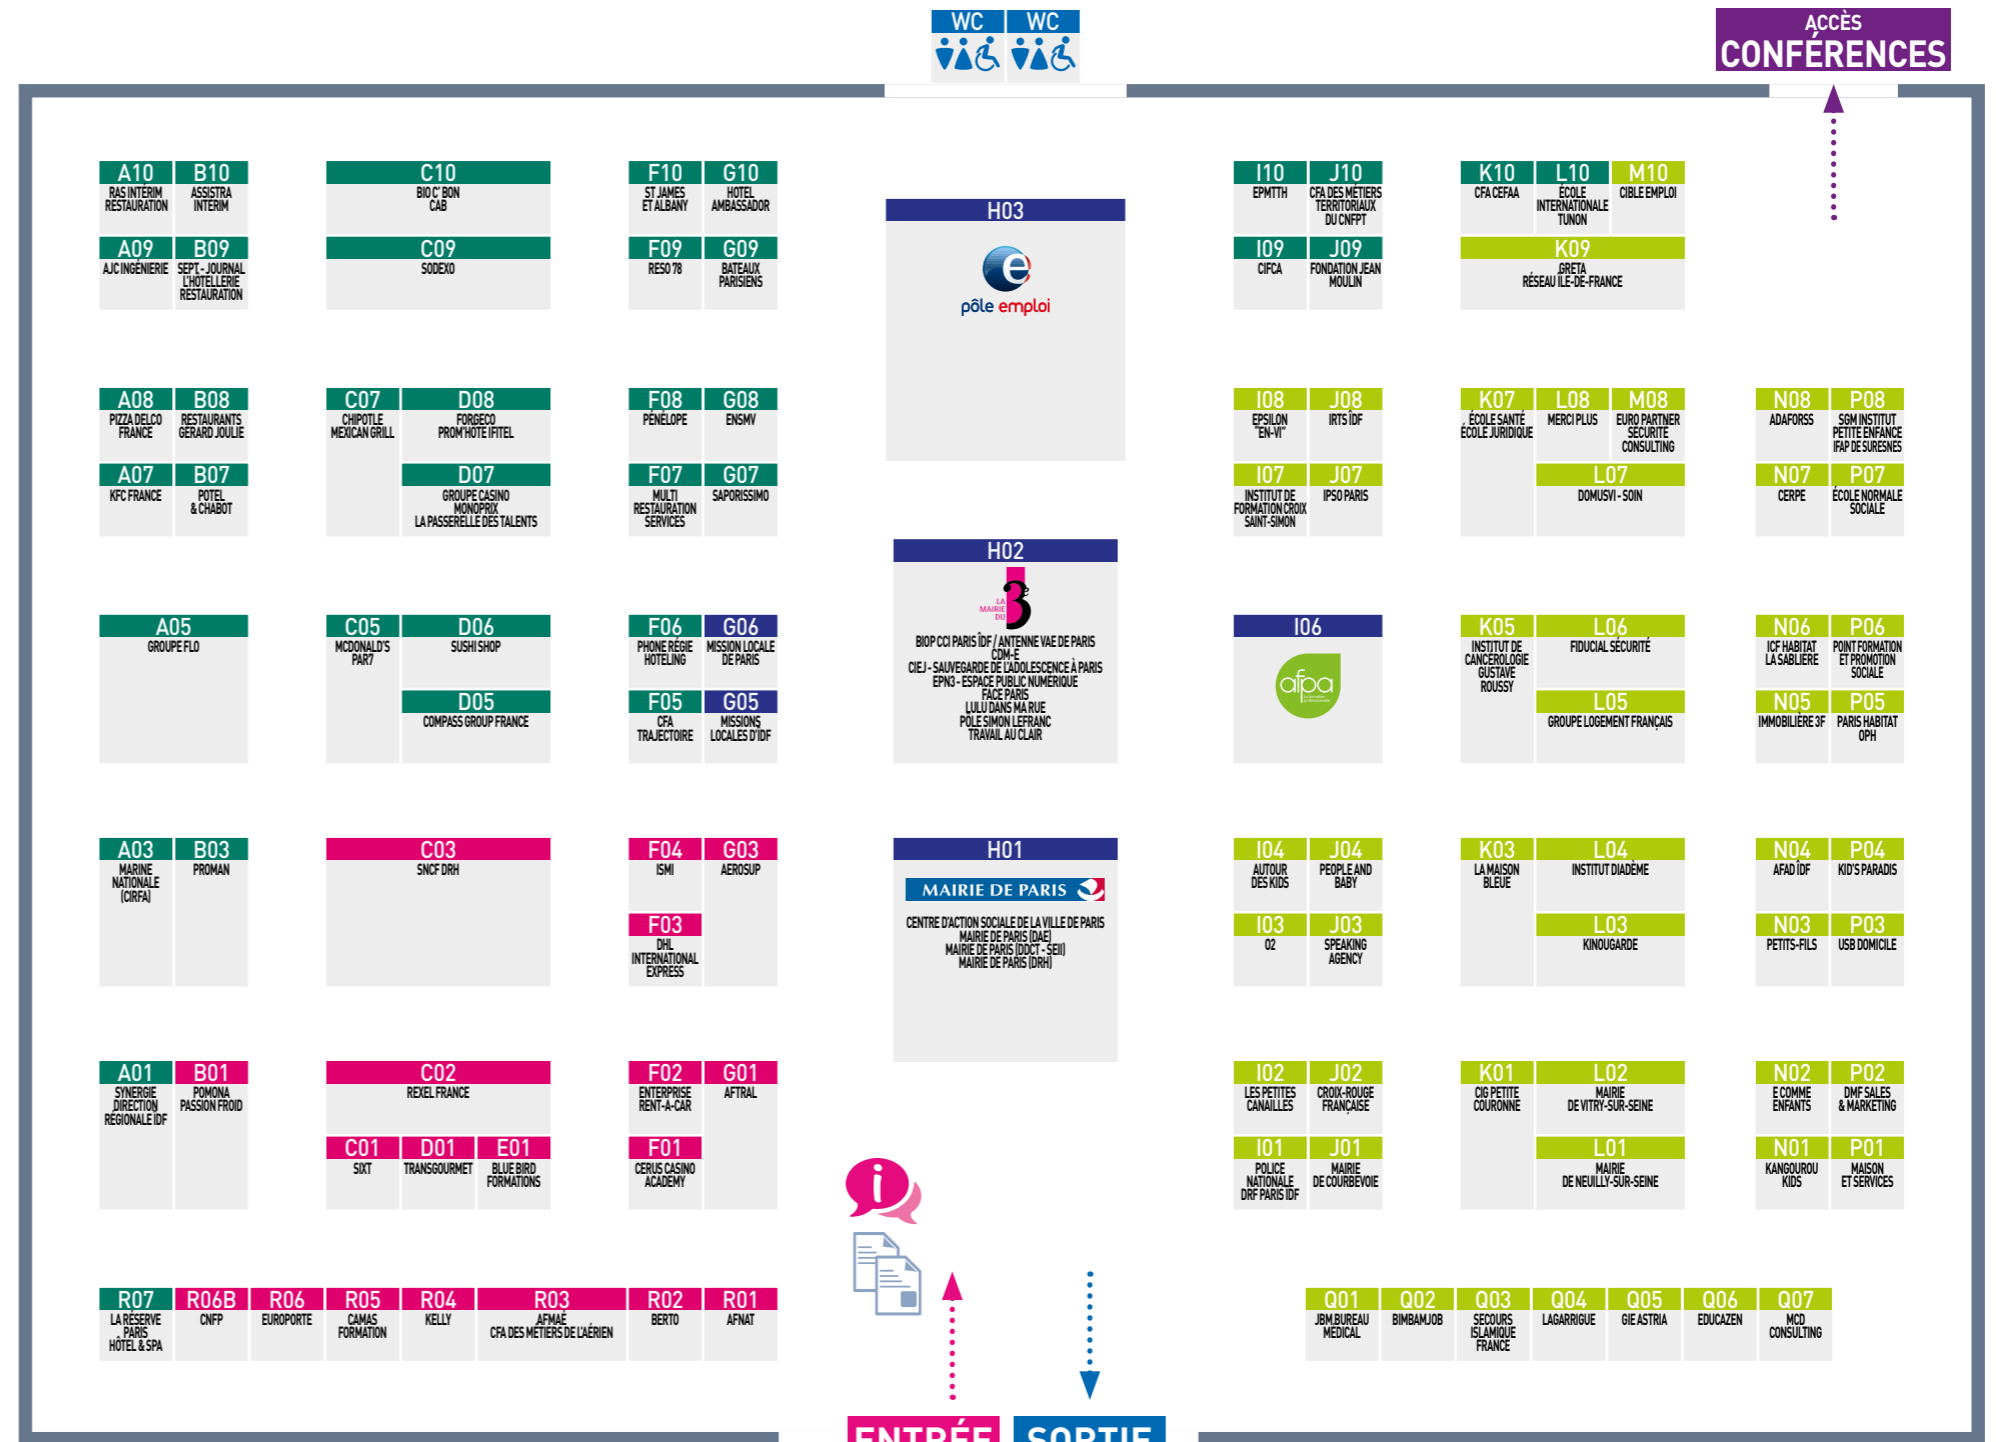 WC
WC
ACCÈS
CONFÉRENCES
A10
RAS INTÉRIM
RESTAURATION
B10
ASSISTRA
INTERIM
C10
BIO C' BON
CAB
F10
ST JAMES
ET ALBANY
G10
HOTEL
AMBASSADOR
H03
pôle emploi
I10
EPMTTH
J10
CFA DES MÉTIERS
TERRITORIAUX
DU CNFPT
K10
CFA CEFAA
L10
ÉCOLE
INTERNATIONALE
TUNON
M10
CIBLE EMPLOI
A09
AJC INGÉNIERIE
B09
SEPT - JOURNAL
L'HÔTELLERIE
RESTAURATION
C09
SODEXO
F09
RESO 78
G09
BATEAUX
PARISIENS
I09
CIFCA
J09
FONDATION JEAN
MOULIN
K09
GRETA
RÉSEAU ÎLE-DE-FRANCE
A08
PIZZA DELCO
FRANCE
B08
RESTAURANTS
GERARD JOULIE
C07
CHIPOTLE
MEXICAN GRILL
D08
FORGECO
PROM'HOTE IFITEL
F08
PÉNÉLOPE
G08
ENSMV
I08
EPSILON
"EN-VI"
J08
IRTS ÎDF
K07
ÉCOLE SANTÉ
ÉCOLE JURIDIQUE
L08
MERCI PLUS
M08
EURO PARTNER
SÉCURITÉ
CONSULTING
N08
ADAFORSS
P08
SGM INSTITUT
PETITE ENFANCE
IFAP DE SURESNES
A07
KFC FRANCE
B07
POTEL
& CHABOT
D07
GROUPE CASINO
MONOPRIX
LA PASSERELLE DES TALENTS
F07
MULTI
RESTAURATION
SERVICES
G07
SAPORISSIMO
I07
INSTITUT DE
FORMATION CROIX
SAINT-SIMON
J07
IPSO PARIS
L07
DOMUSVI - SOIN
N07
CERPE
P07
ÉCOLE NORMALE
SOCIALE
H02
LA
MAIRIE
DU
3e
BIOP CCI PARIS ÎDF / ANTENNE VAE DE PARIS
CDM-E
CIEJ - SAUVEGARDE DE L'ADOLESCENCE À PARIS
EPN3 - ESPACE PUBLIC NUMÉRIQUE
FACE PARIS
LULU DANS MA RUE
PÔLE SIMON LEFRANC
TRAVAIL AU CLAIR
A05
GROUPE FLO
C05
MCDONALD'S
PAR7
D06
SUSHI SHOP
F06
PHONE RÉGIE
HOTELING
G06
MISSION LOCALE
DE PARIS
I06
afpa
K05
INSTITUT DE
CANCÉROLOGIE
GUSTAVE
ROUSSY
L06
FIDUCIAL SÉCURITÉ
N06
ICF HABITAT
LA SABLIÈRE
P06
POINT FORMATION
ET PROMOTION
SOCIALE
D05
COMPASS GROUP FRANCE
F05
CFA
TRAJECTOIRE
G05
MISSIONS
LOCALES D'IDF
L05
GROUPE LOGEMENT FRANÇAIS
N05
IMMOBILIÈRE 3F
P05
PARIS HABITAT
OPH
A03
MARINE
NATIONALE
(CIRFA)
B03
PROMAN
C03
SNCF DRH
F04
ISMI
G03
AEROSUP
H01
MAIRIE DE PARIS
CENTRE D'ACTION SOCIALE DE LA VILLE DE PARIS
MAIRIE DE PARIS (DAE)
MAIRIE DE PARIS (DDCT - SEII)
MAIRIE DE PARIS (DRH)
I04
AUTOUR
DES KIDS
J04
PEOPLE AND
BABY
K03
LA MAISON
BLEUE
L04
INSTITUT DIADÈME
N04
AFAD ÎDF
P04
KID'S PARADIS
F03
DHL
INTERNATIONAL
EXPRESS
I03
O2
J03
SPEAKING
AGENCY
L03
KINOUGARDE
N03
PETITS-FILS
P03
USB DOMICILE
A01
SYNERGIE
DIRECTION
RÉGIONALE IDF
B01
POMONA
PASSION FROID
C02
REXEL FRANCE
F02
ENTERPRISE
RENT-A-CAR
G01
AFTRAL
I02
LES PETITES
CANAILLES
J02
CROIX-ROUGE
FRANÇAISE
K01
CIG PETITE
COURONNE
L02
MAIRIE
DE VITRY-SUR-SEINE
N02
E COMME
ENFANTS
P02
DMF SALES
& MARKETING
C01
SIXT
D01
TRANSGOURMET
E01
BLUE BIRD
FORMATIONS
F01
CERUS CASINO
ACADEMY
I01
POLICE
NATIONALE
DRF PARIS ÎDF
J01
MAIRIE
DE COURBEVOIE
L01
MAIRIE
DE NEUILLY-SUR-SEINE
N01
KANGOUROU
KIDS
P01
MAISON
ET SERVICES
i
R07
LA RÉSERVE
PARIS
HÔTEL & SPA
R06B
CNFP
R06
EUROPORTE
R05
CAMAS
FORMATION
R04
KELLY
R03
AFMAÉ
CFA DES MÉTIERS DE L'AÉRIEN
R02
BERTO
R01
AFNAT
Q01
JBM.BUREAU
MÉDICAL
Q02
BIMBAMJOB
Q03
SECOURS
ISLAMIQUE
FRANCE
Q04
LAGARRIGUE
Q05
GIE ASTRIA
Q06
EDUCAZEN
Q07
MCD
CONSULTING
ENTRÉE
SORTIE